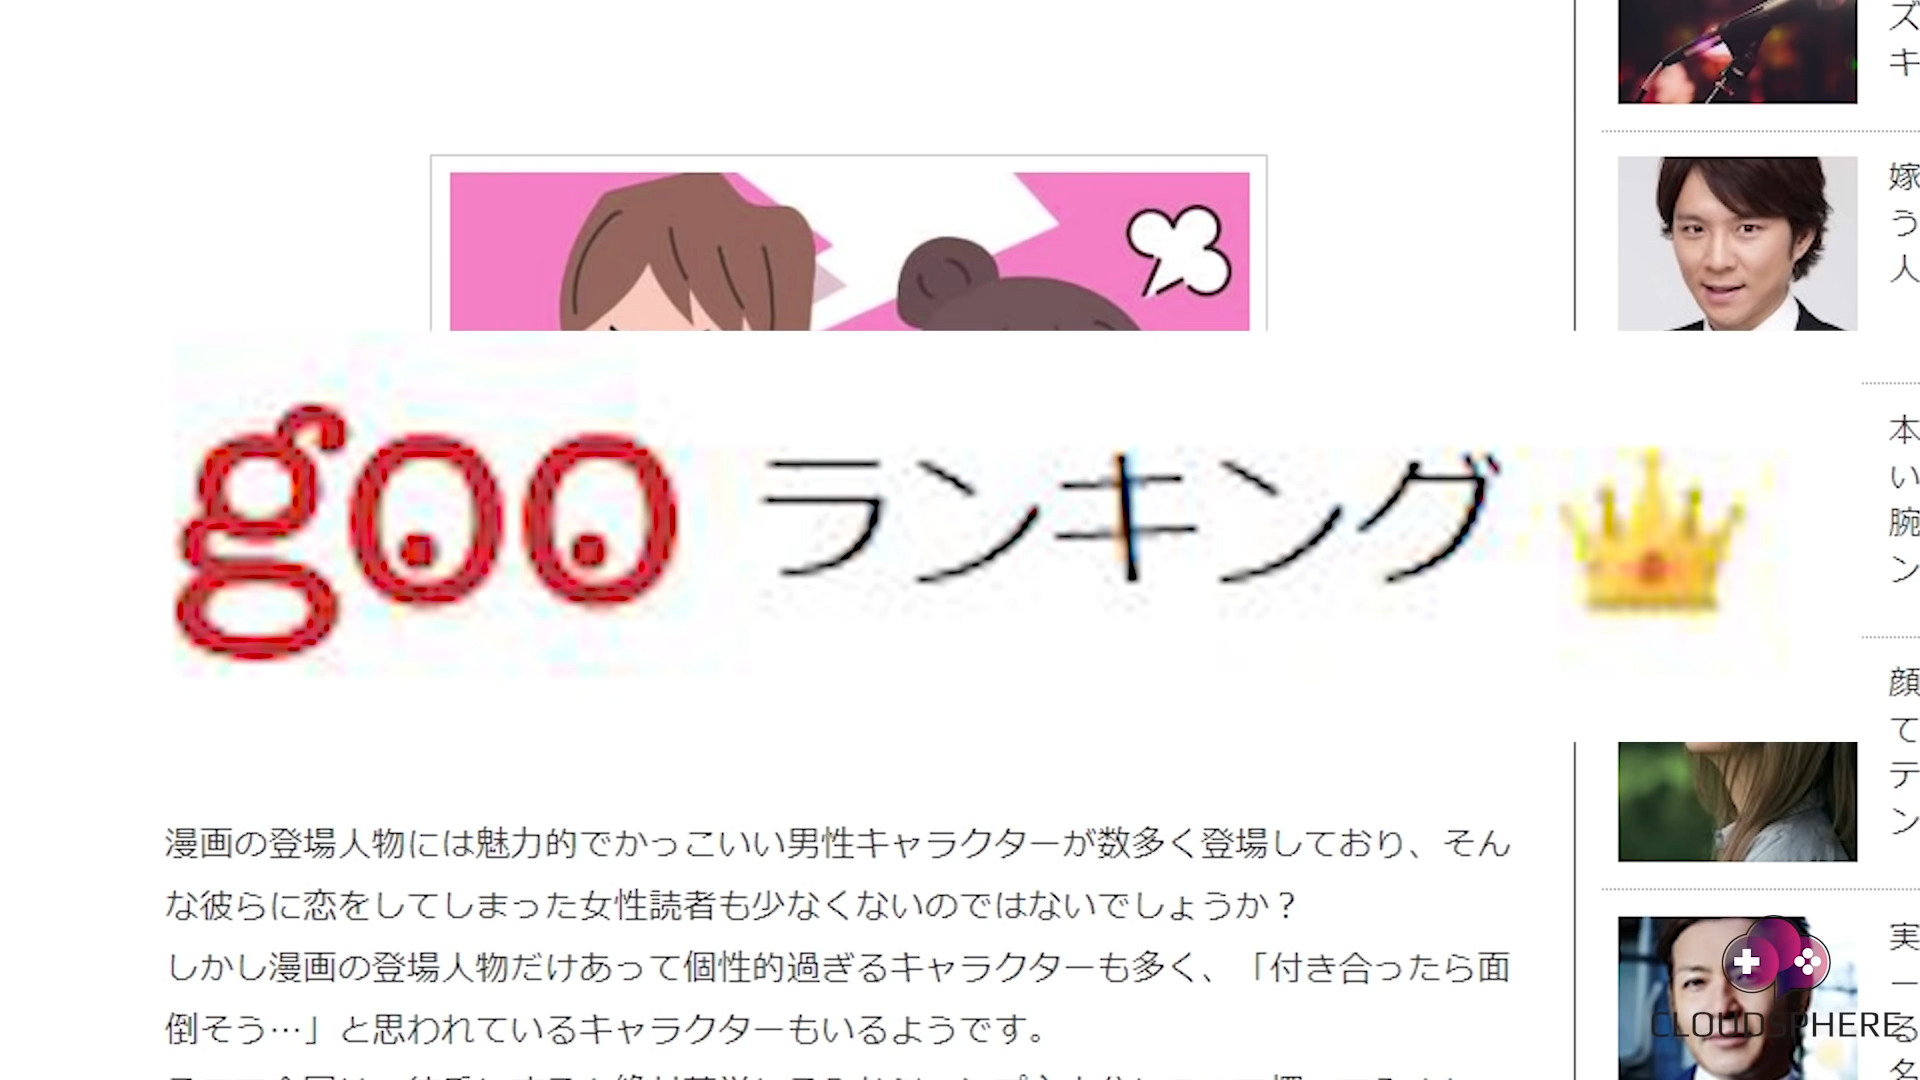 ズ
キ
嫁
う
人
goo ランキング
本
い
腕
ン
顔
て
テ
ン
漫画の登場人物には魅力的でかっこいい男性キャラクターが数多く登場しており、そん
な彼らに恋をしてしまった女性読者も少なくないのではないでしょうか？
しかし漫画の登場人物だけあって個性的過ぎるキャラクターも多く、「付き合ったら面
倒そう…」と思われているキャラクターもいるようです。
実
ー
る
名
CLOUDSPHERE